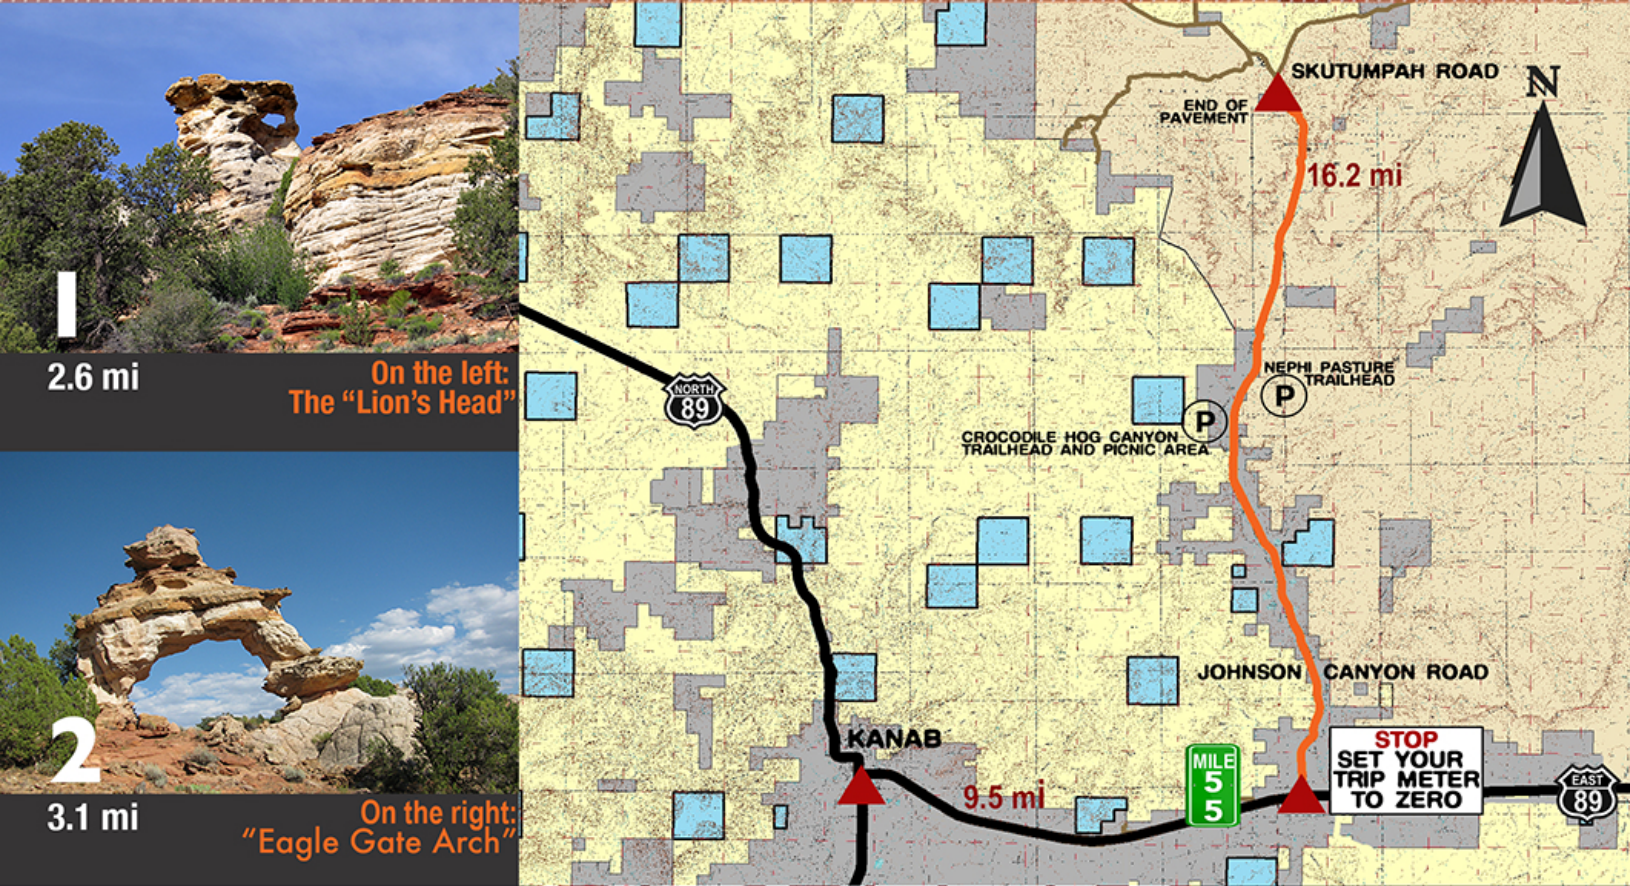 1
2.6 mi
On the left:
The “Lion’s Head”
2
3.1 mi
On the right:
“Eagle Gate Arch”
SKUTUMPAH ROAD
END OF
PAVEMENT
N
16.2 mi
NORTH
89
NEPHI PASTURE
TRAILHEAD
P
P
CROCODILE HOG CANYON
TRAILHEAD AND PICNIC AREA
JOHNSON CANYON ROAD
KANAB
9.5 mi
MILE
5
5
STOP
SET YOUR
TRIP METER
TO ZERO
EAST
89